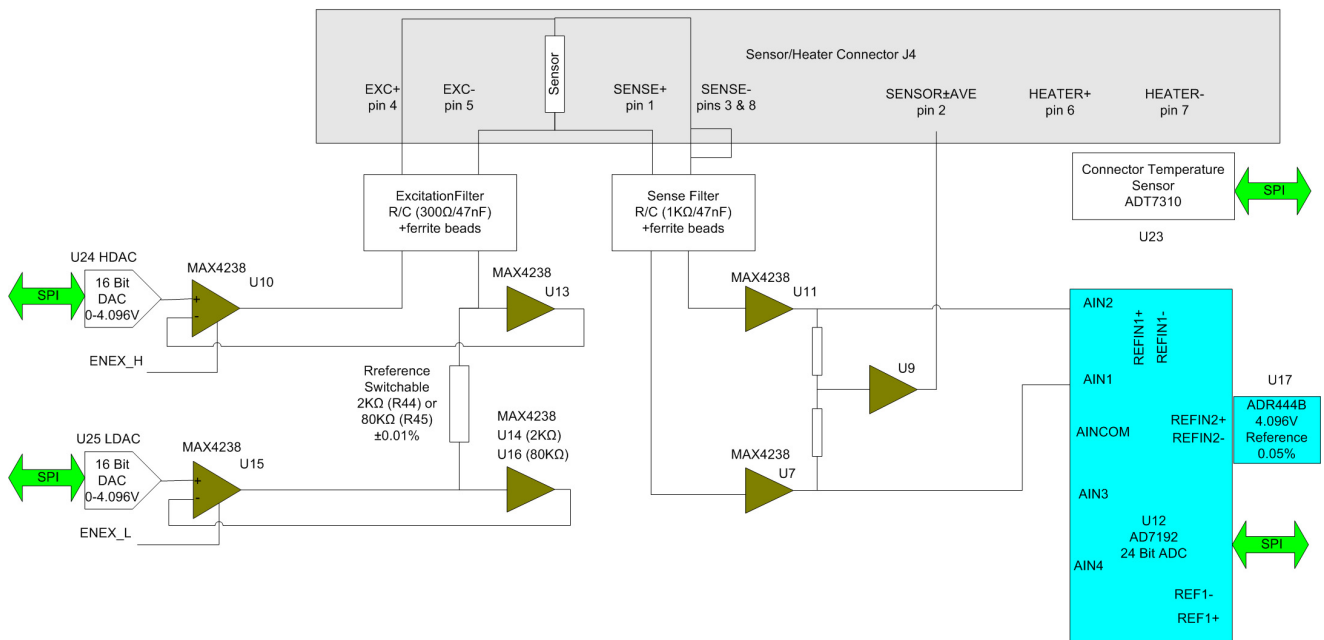 Sensor/Heater Connector J4
Sensor
EXC+
pin 4
EXC-
pin 5
SENSE+
pin 1
SENSE-
pins 3 & 8
SENSOR±AVE
pin 2
HEATER+
pin 6
HEATER-
pin 7
ExcitationFilter
R/C (300Ω/47nF)
+ferrite beads
Sense Filter
R/C (1KΩ/47nF)
+ferrite beads
Connector Temperature
Sensor
ADT7310
SPI
U23
U24 HDAC
SPI
16 Bit
DAC
0-4.096V
MAX4238
U10
+
-
ENEX_H
MAX4238
U13
Rreference
Switchable
2KΩ (R44) or
80KΩ (R45)
±0.01%
U25 LDAC
SPI
16 Bit
DAC
0-4.096V
MAX4238
U15
+
-
ENEX_L
MAX4238
U14 (2KΩ)
U16 (80KΩ)
MAX4238
U11
U9
MAX4238
U7
AIN2
REFIN1+
REFIN1-
AIN1
AINCOM
REFIN2+
REFIN2-
AIN3
U12
AD7192
24 Bit ADC
AIN4
REF1-
REF1+
U17
ADR444B
4.096V
Reference
0.05%
SPI